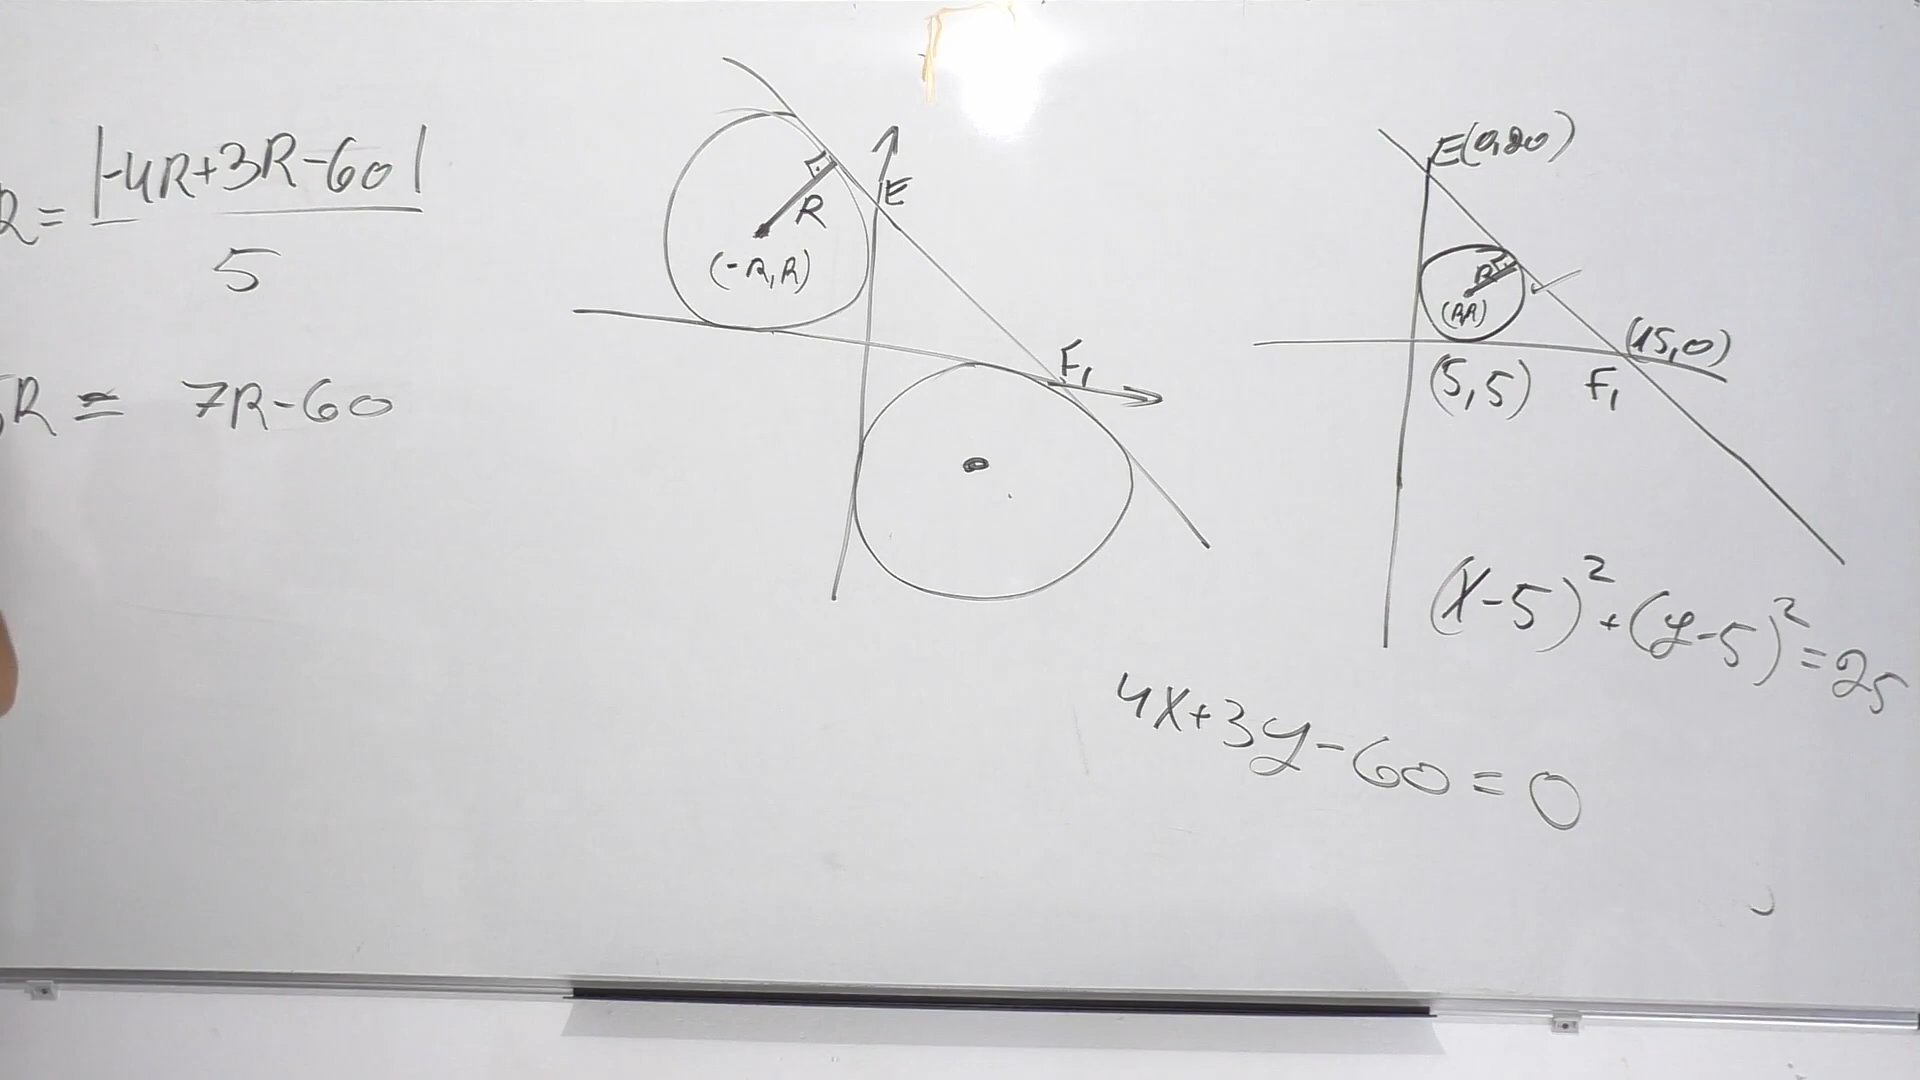 R = |-4R+3R-60| / 5
5R = 7R-60
E
R
(-R,R)
F₁
E(0,20)
R
(R,R)
(15,0)
(5,5)
F₁
(x-5)²+(y-5)²=25
4x+3y-60=0